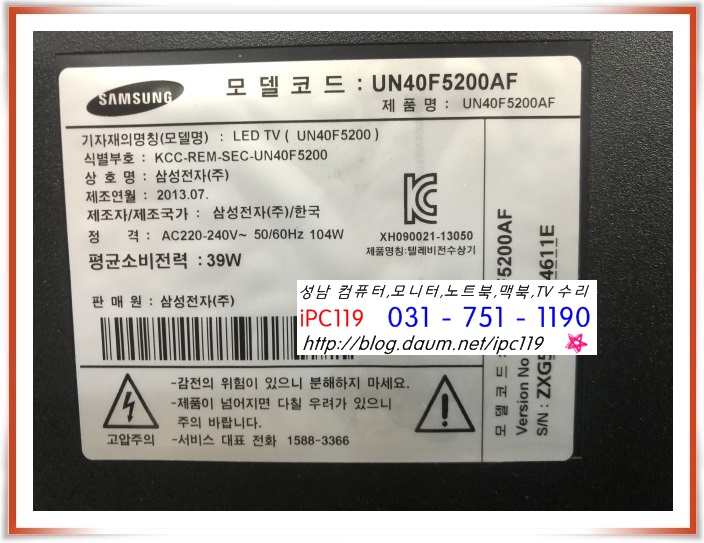 SAMSUNG
모델코드 : UN40F5200AF
제 품 명 : UN40F5200AF
기자재의명칭(모델명) : LED TV ( UN40F5200 )
식별부호 : KCC-REM-SEC-UN40F5200
상 호 명 : 삼성전자(주)
제조연월 : 2013.07.
제조자/제조국가 : 삼성전자(주)/한국
정 격 : AC220-240V~ 50/60Hz 104W
평균소비전력 : 39W
XH090021-13050
제품명칭:텔레비전수상기
판 매 원 : 삼성전자(주)
성남 컴퓨터,모니터,노트북,맥북,TV 수리
iPC119 031 - 751 - 1190
http://blog.daum.net/ipc119
고압주의
-감전의 위험이 있으니 분해하지 마세요.
-제품이 넘어지면 다칠 우려가 있으니
주의 바랍니다.
-서비스 대표 전화 1588-3366
모 델 코 드 5200AF
Version No
S/N: ZXG 4611E